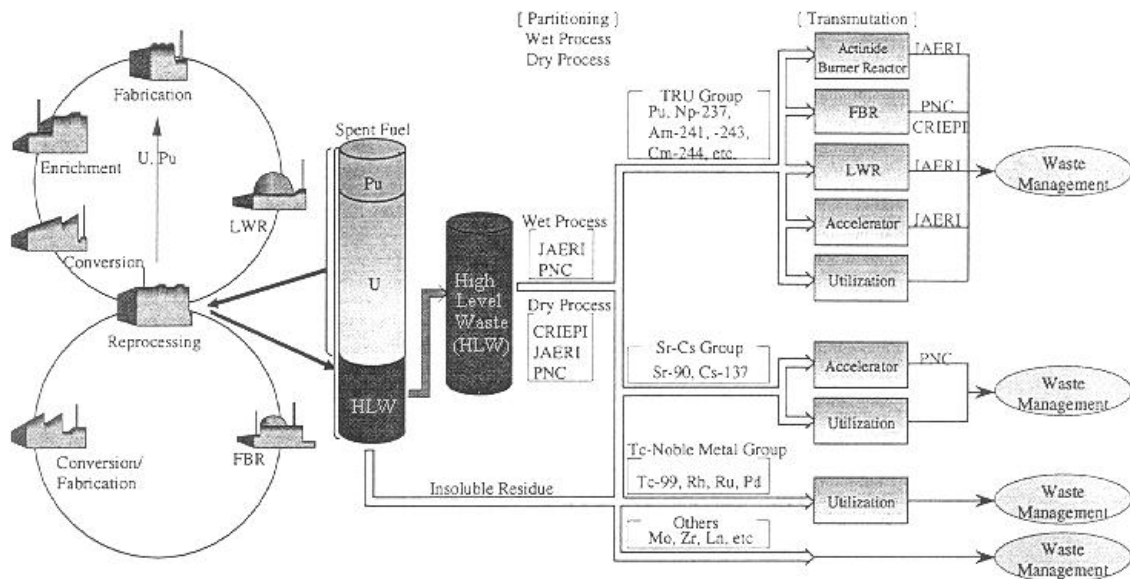 [ Partitioning ]
Wet Process
Dry Process
[ Transmutation ]
Fabrication
Enrichment
U, Pu
LWR
Conversion
Reprocessing
Conversion/
Fabrication
FBR
Spent Fuel
Pu
U
HLW
High
Level
Waste
(HLW)
Wet Process
JAERI
PNC
Dry Process
CRIEPI
JAERI
PNC
Insoluble Residue
TRU Group
Pu, Np-237,
Am-241, -243,
Cm-244, etc.
Actinide
Burner Reactor
JAERI
FBR
PNC
CRIEPI
LWR
JAERI
Accelerator
JAERI
Utilization
Waste
Management
Sr-Cs Group
Sr-90, Cs-137
Accelerator
PNC
Utilization
Waste
Management
Tc-Noble Metal Group
Tc-99, Rh, Ru, Pd
Utilization
Waste
Management
Others
Mo, Zr, Ln, etc
Waste
Management